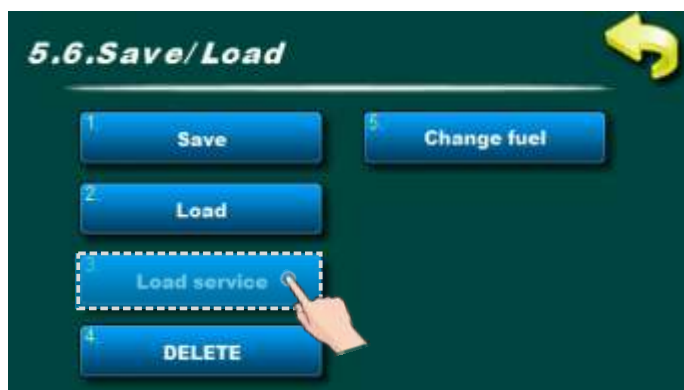 5.6.Save/Load
1.
Save
2.
Load
3.
Load service
4.
DELETE
5.
Change fuel